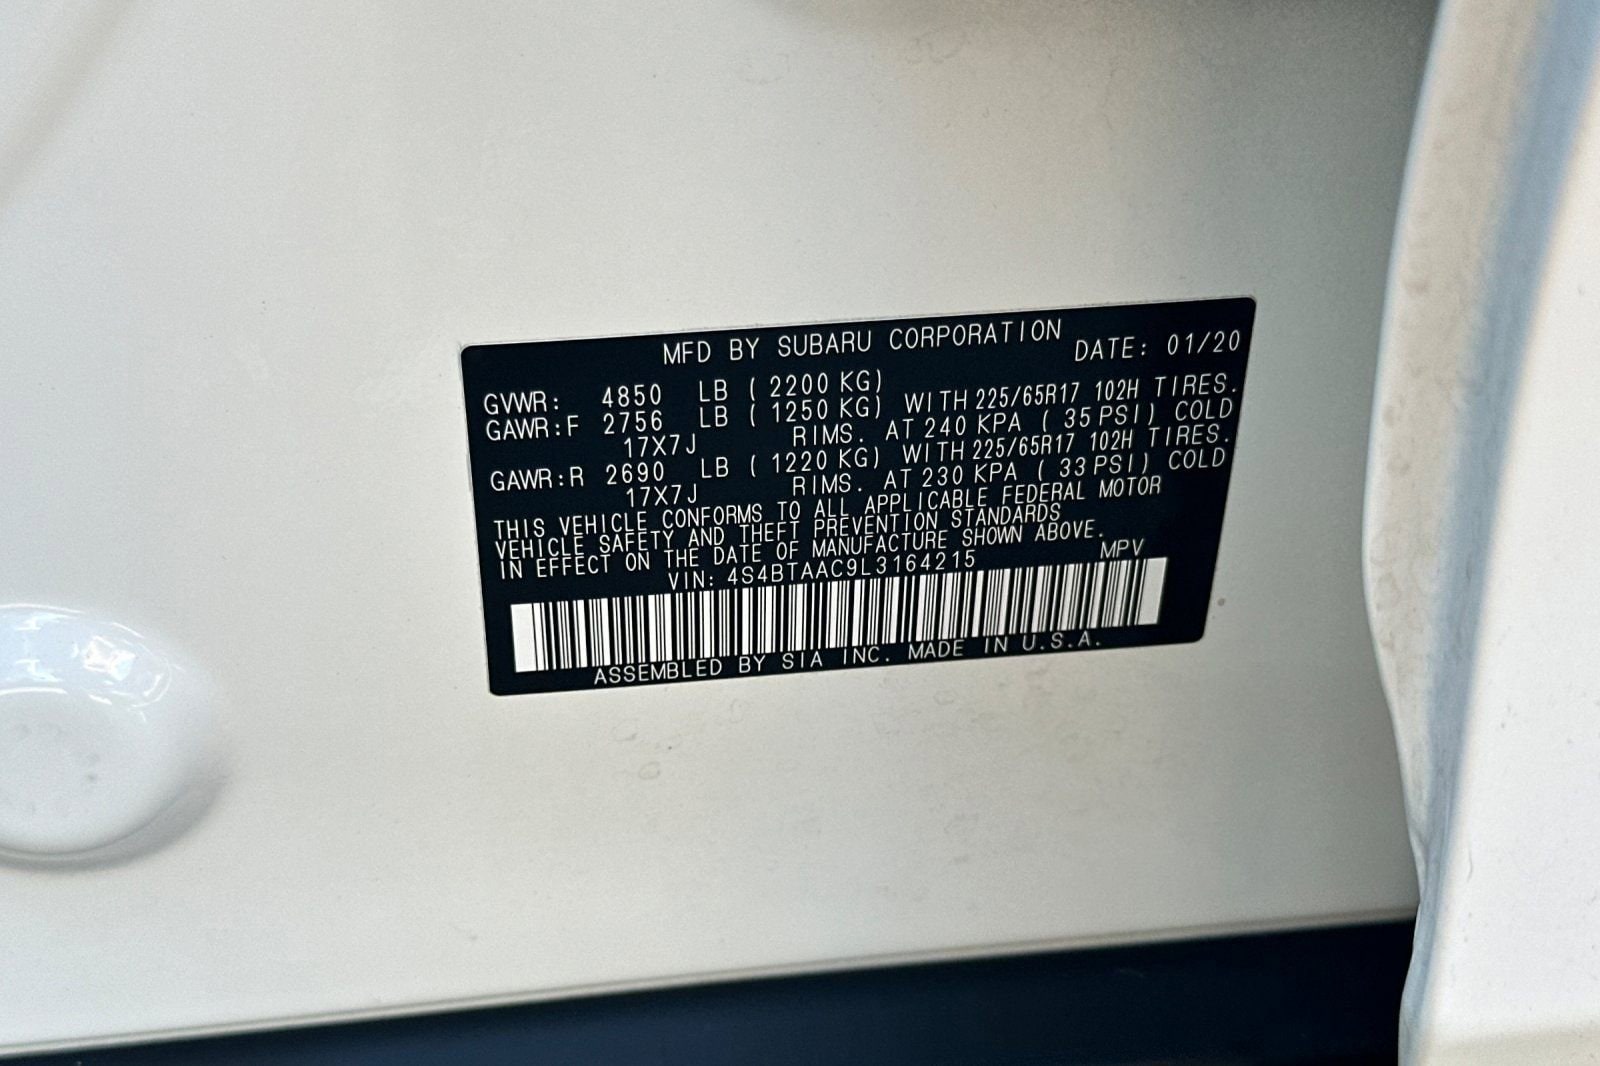 MFD BY SUBARU CORPORATION DATE: 01/20
GVWR: 4850 LB ( 2200 KG)
GAWR:F 2756 LB ( 1250 KG) WITH 225/65R17 102H TIRES.
17X7J RIMS. AT 240 KPA ( 35 PSI) COLD
GAWR:R 2690 LB ( 1220 KG) WITH 225/65R17 102H TIRES.
17X7J RIMS. AT 230 KPA ( 33 PSI) COLD
THIS VEHICLE CONFORMS TO ALL APPLICABLE FEDERAL MOTOR
VEHICLE SAFETY AND THEFT PREVENTION STANDARDS
IN EFFECT ON THE DATE OF MANUFACTURE SHOWN ABOVE.
VIN: 4S4BTAAC9L3164215 MPV
ASSEMBLED BY SIA INC. MADE IN U.S.A.